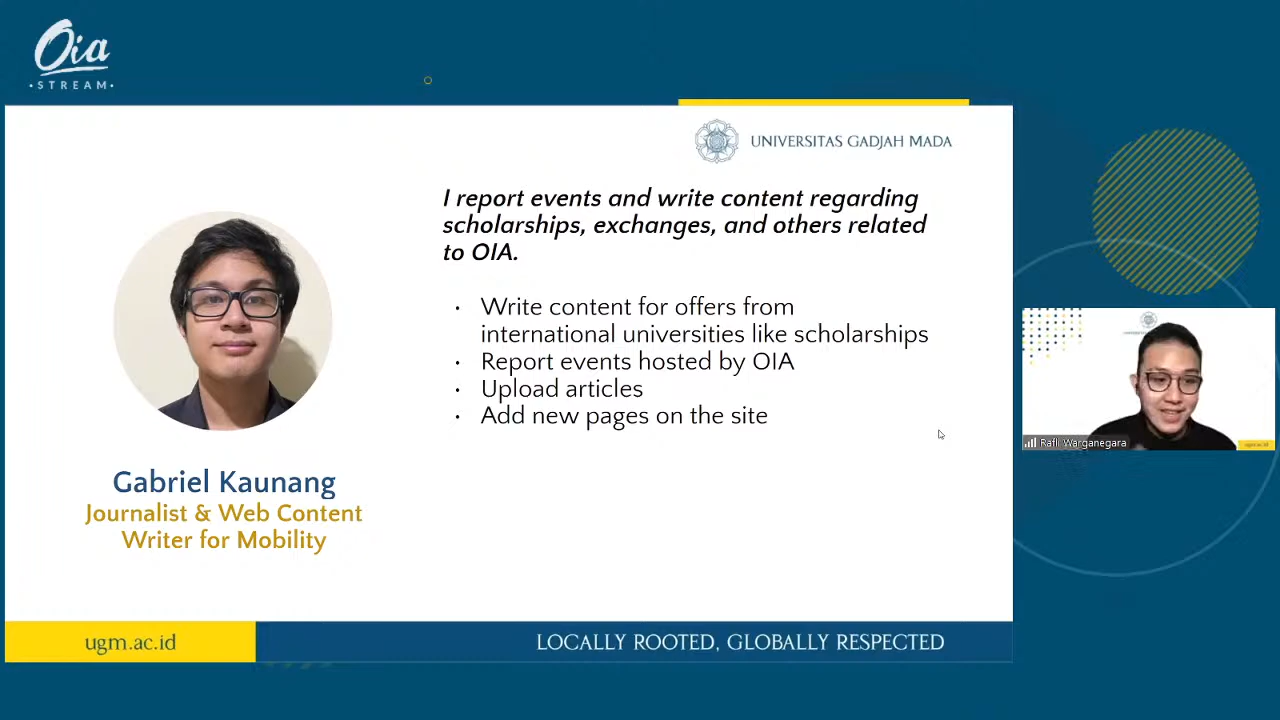 Oia
•STREAM•
UNIVERSITAS GADJAH MADA
I report events and write content regarding
scholarships, exchanges, and others related
to OIA.
• Write content for offers from
international universities like scholarships
• Report events hosted by OIA
• Upload articles
• Add new pages on the site
Gabriel Kaunang
Journalist & Web Content
Writer for Mobility
ugm.ac.id
LOCALLY ROOTED, GLOBALLY RESPECTED
Rafli Warganegara
ugm.ac.id